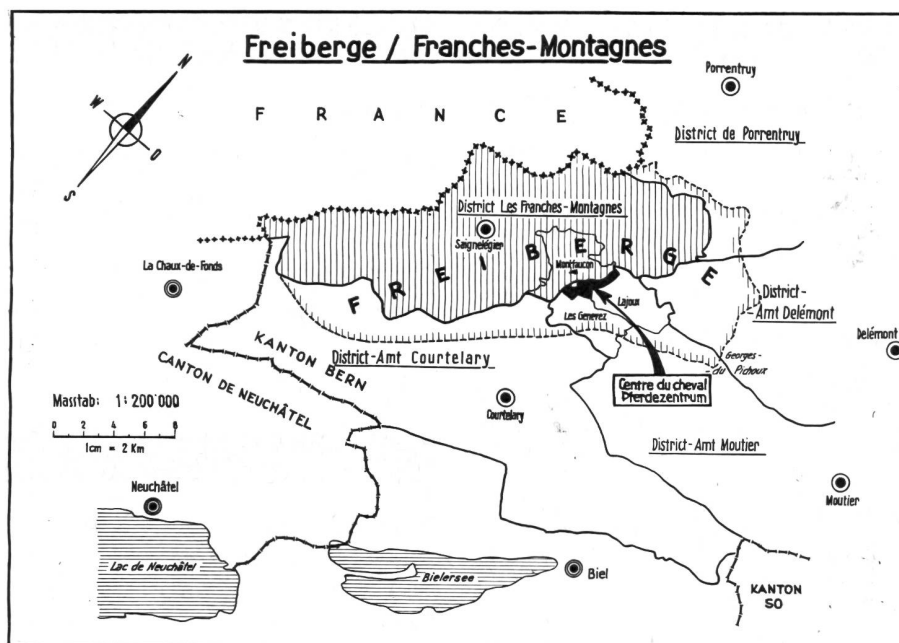 Freiberge / Franches-Montagnes
N
W
O
S
FRANCE
Porrentruy
District de Porrentruy
District Les Franches-Montagnes
Saignelégier
FREIBERGE
Montfaucon
La Chaux-de-Fonds
Lajoux
Les Genevez
District-
Amt Delémont
Delémont
Georges-
du Pichoux
KANTON BERN
CANTON DE NEUCHÂTEL
District-Amt Courtelary
Centre du cheval
Pferdezentrum
Courtelary
Masstab: 1:200'000
0 2 4 6 8
1cm = 2 Km
District-Amt Moutier
Moutier
Neuchâtel
Lac de Neuchâtel
Bielersee
Biel
KANTON
SO